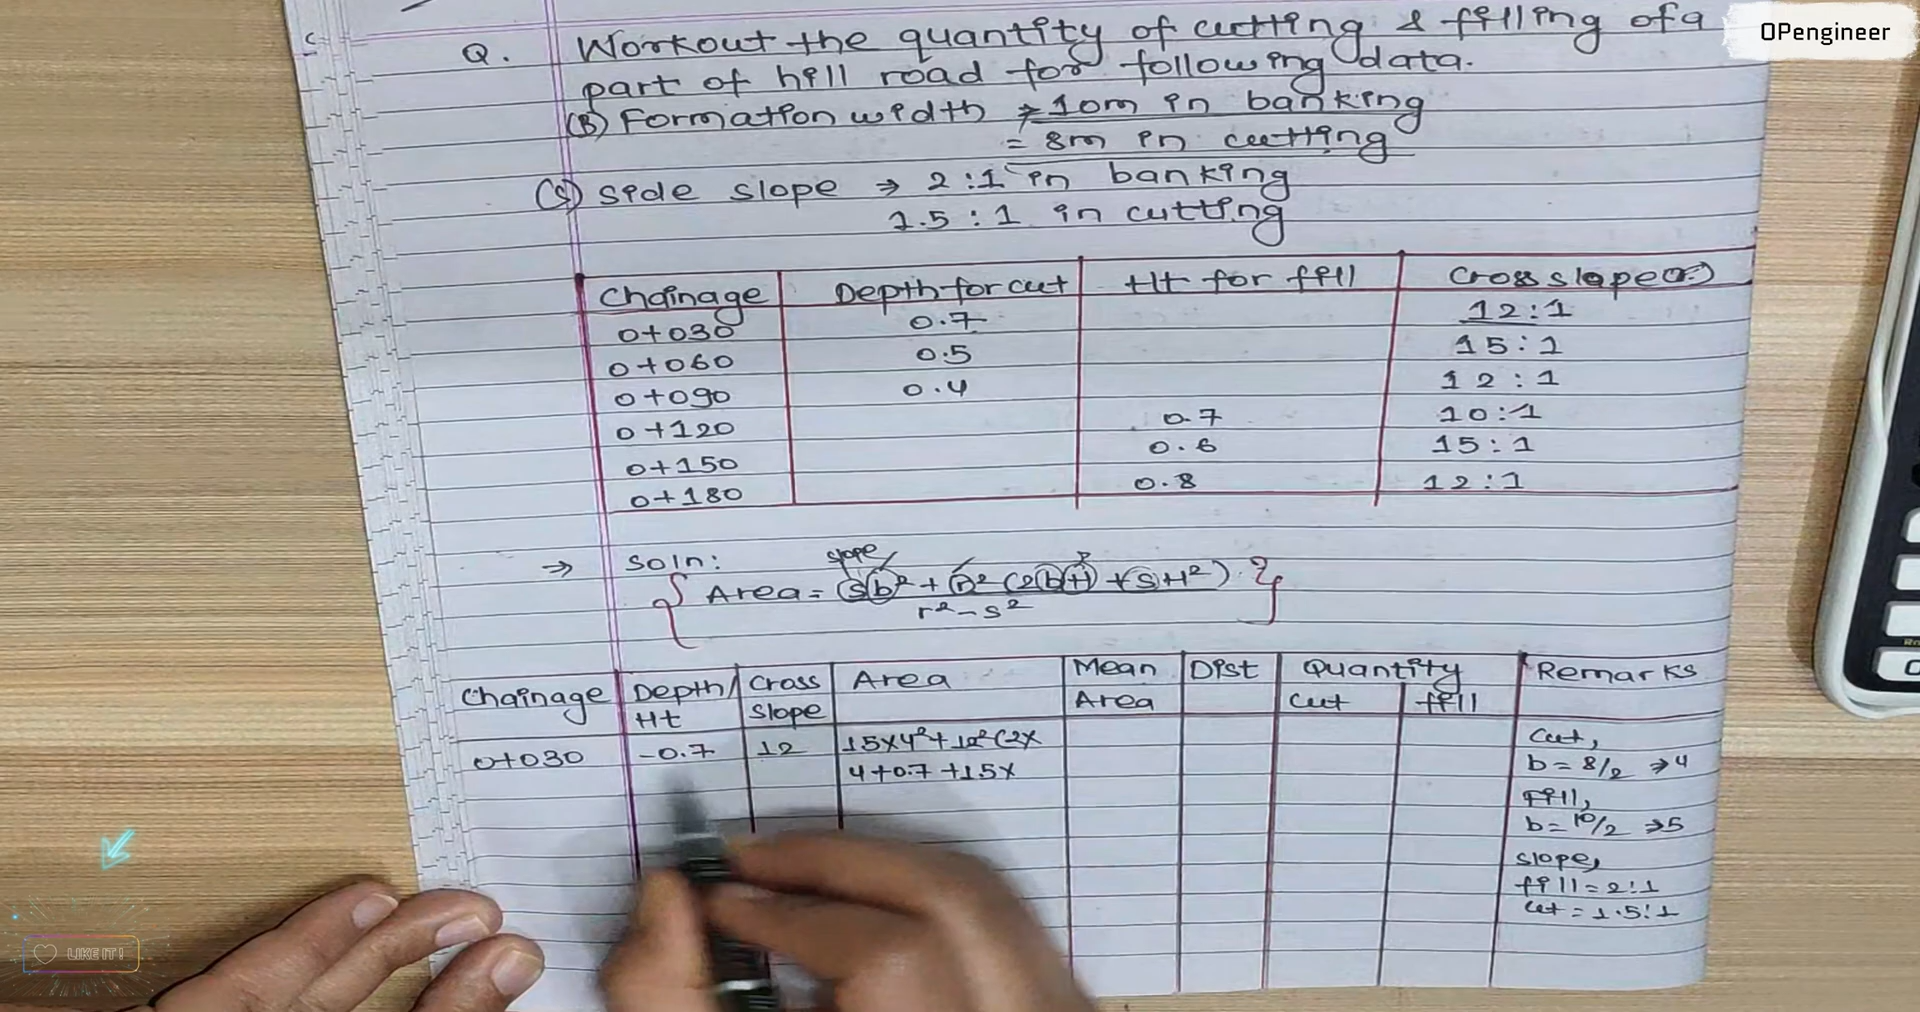 OPengineer
Q. Workout the quantity of cutting & filling of a
part of hill road for following data.
(B) Formation width ⇒ 10m in banking
= 8m in cutting
(S) side slope ⇒ 2:1 in banking
1.5 : 1 in cutting
Chainage Depth for cut Ht for fill Cross slope (r)
0+030 0.7 12:1
0+060 0.5 15:1
0+090 0.4 12:1
0+120 0.7 10:1
0+150 0.6 15:1
0+180 0.8 12:1
→ Soln: slope
{ Area = (sb² + r² (2bH + sH²) }
r² - s²
Chainage Depth/ Cross Area Mean Dist Quantity Remarks
Ht Slope Area Cut fill
0+030 -0.7 12 1.5×4²+12²(2× Cut,
4+0.7+1.5× b = 8/2 ⇒ 4
Fill,
b = 10/2 ⇒ 5
slope,
fill = 2:1
cut = 1.5:1
LIKE IT!